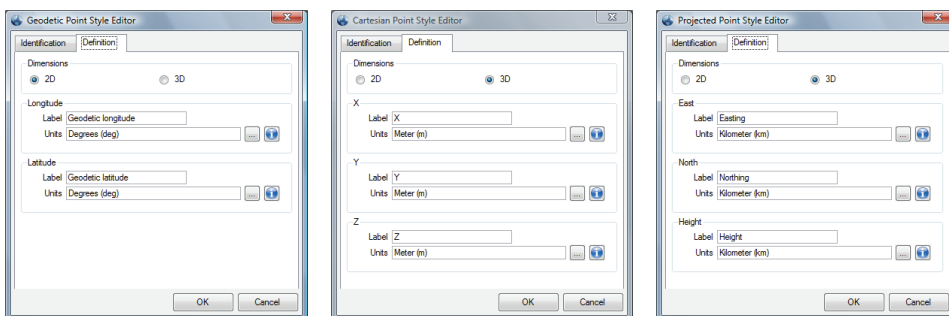 Geodetic Point Style Editor
Identification Definition
Dimensions
2D 3D
Longitude
Label Geodetic longitude
Units Degrees (deg) ...
Latitude
Label Geodetic latitude
Units Degrees (deg) ...
OK Cancel
Cartesian Point Style Editor
Identification Definition
Dimensions
2D 3D
X
Label X
Units Meter (m) ...
Y
Label Y
Units Meter (m) ...
Z
Label Z
Units Meter (m) ...
OK Cancel
Projected Point Style Editor
Identification Definition
Dimensions
2D 3D
East
Label Easting
Units Kilometer (km) ...
North
Label Northing
Units Kilometer (km) ...
Height
Label Height
Units Kilometer (km) ...
OK Cancel